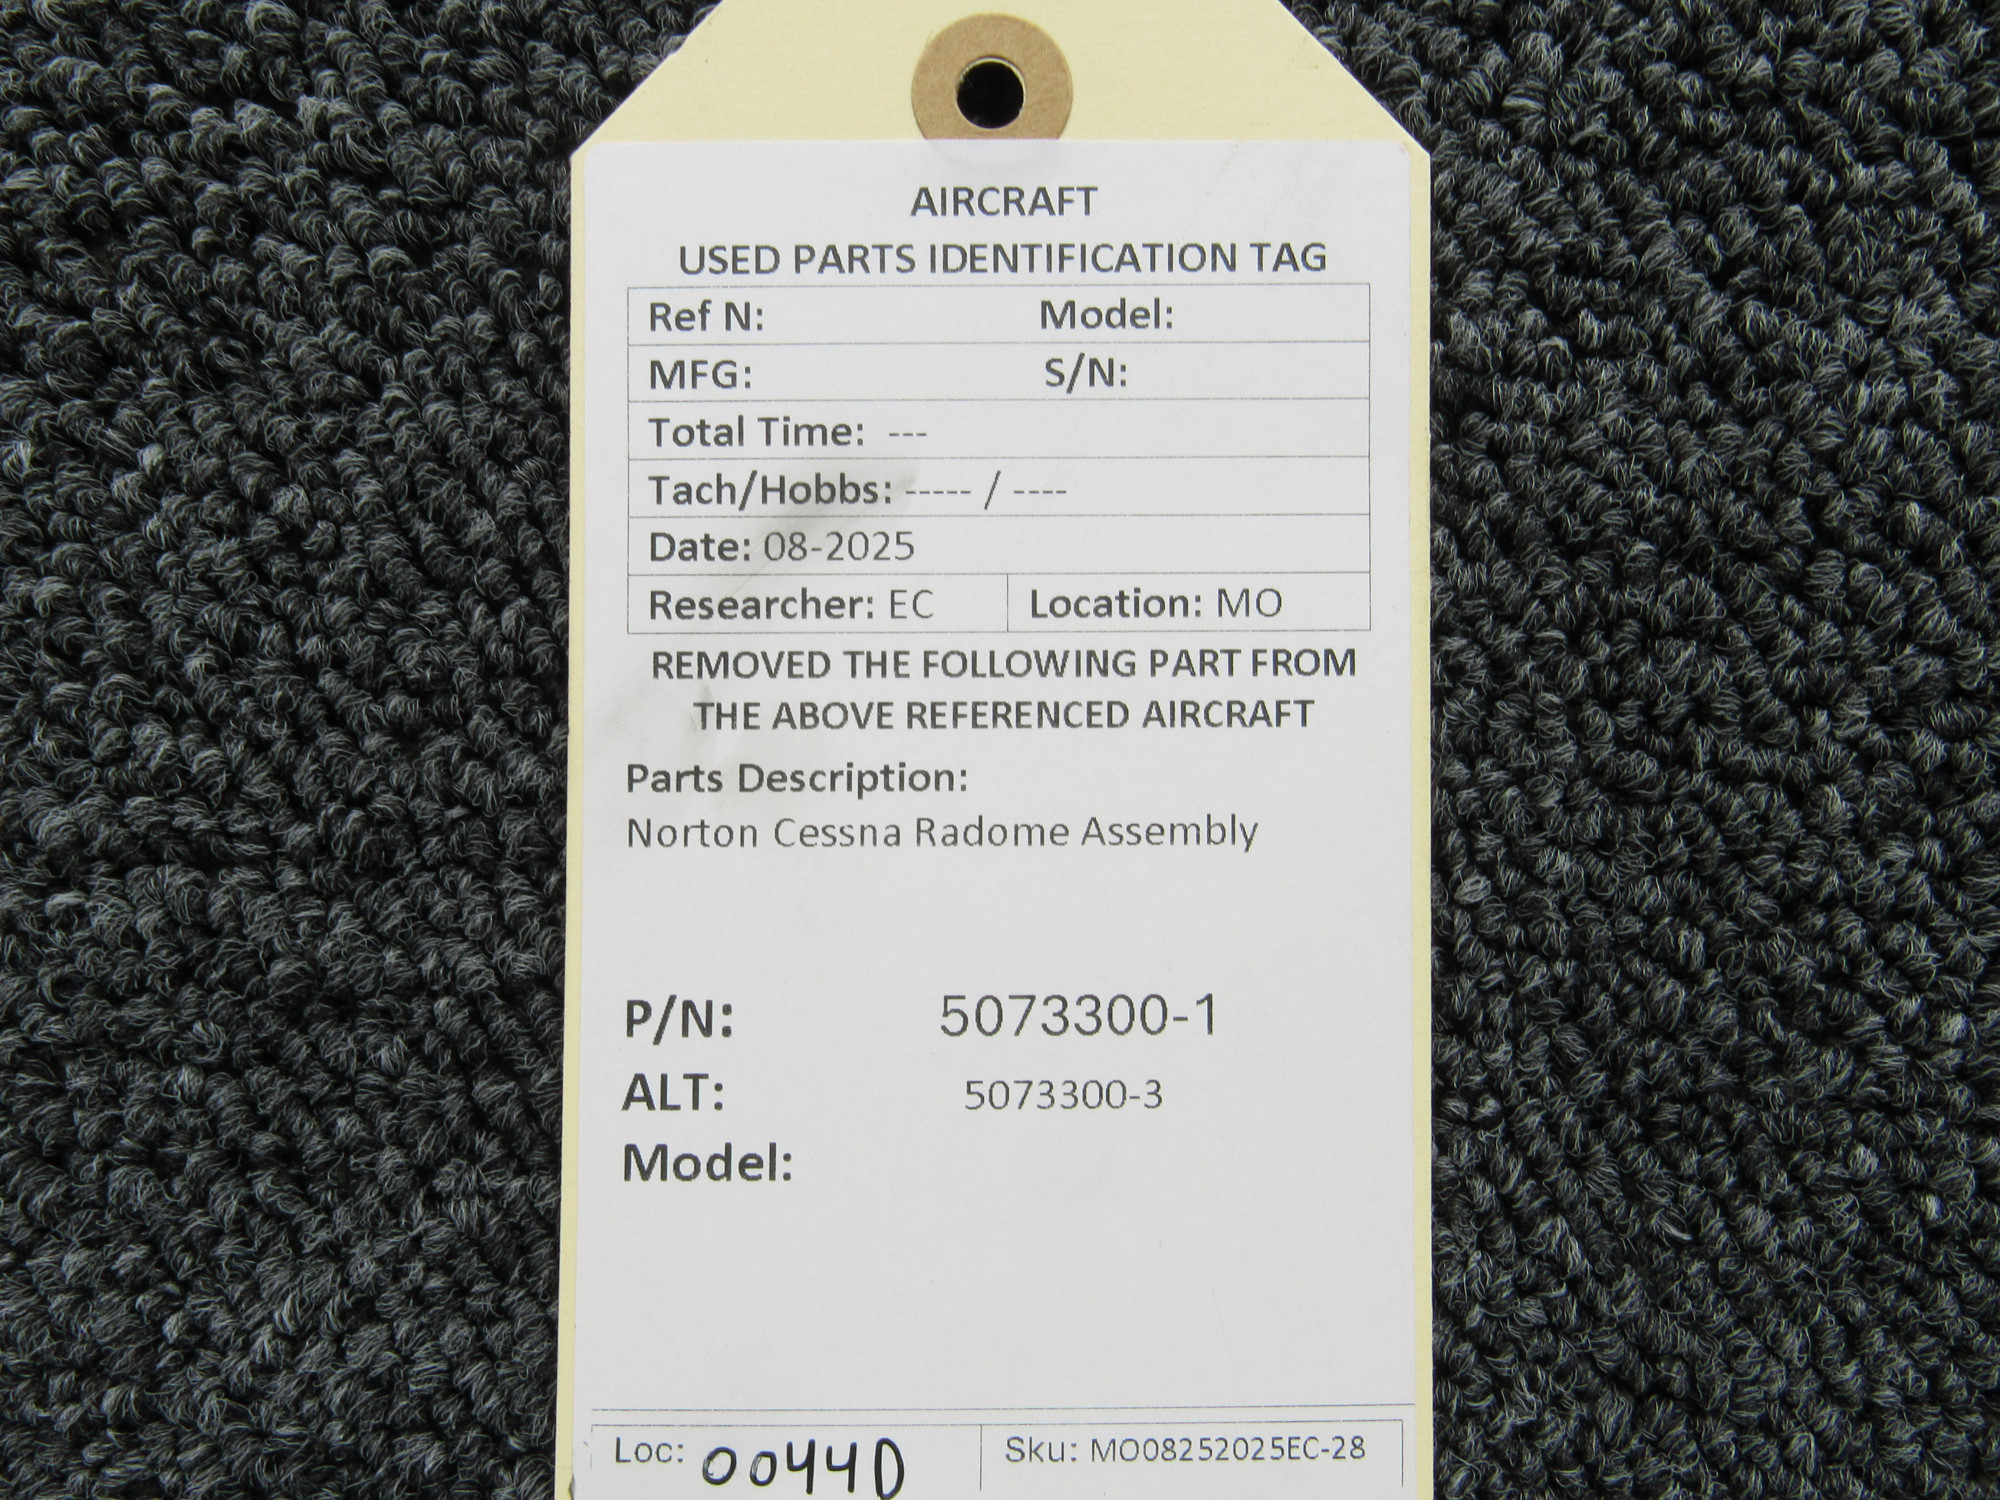 AIRCRAFT
USED PARTS IDENTIFICATION TAG
Ref N: Model:
MFG: S/N:
Total Time: ---
Tach/Hobbs: ----- / ----
Date: 08-2025
Researcher: EC Location: MO
REMOVED THE FOLLOWING PART FROM
THE ABOVE REFERENCED AIRCRAFT
Parts Description:
Norton Cessna Radome Assembly
P/N: 5073300-1
ALT: 5073300-3
Model:
Loc: 0044D Sku: MO08252025EC-28